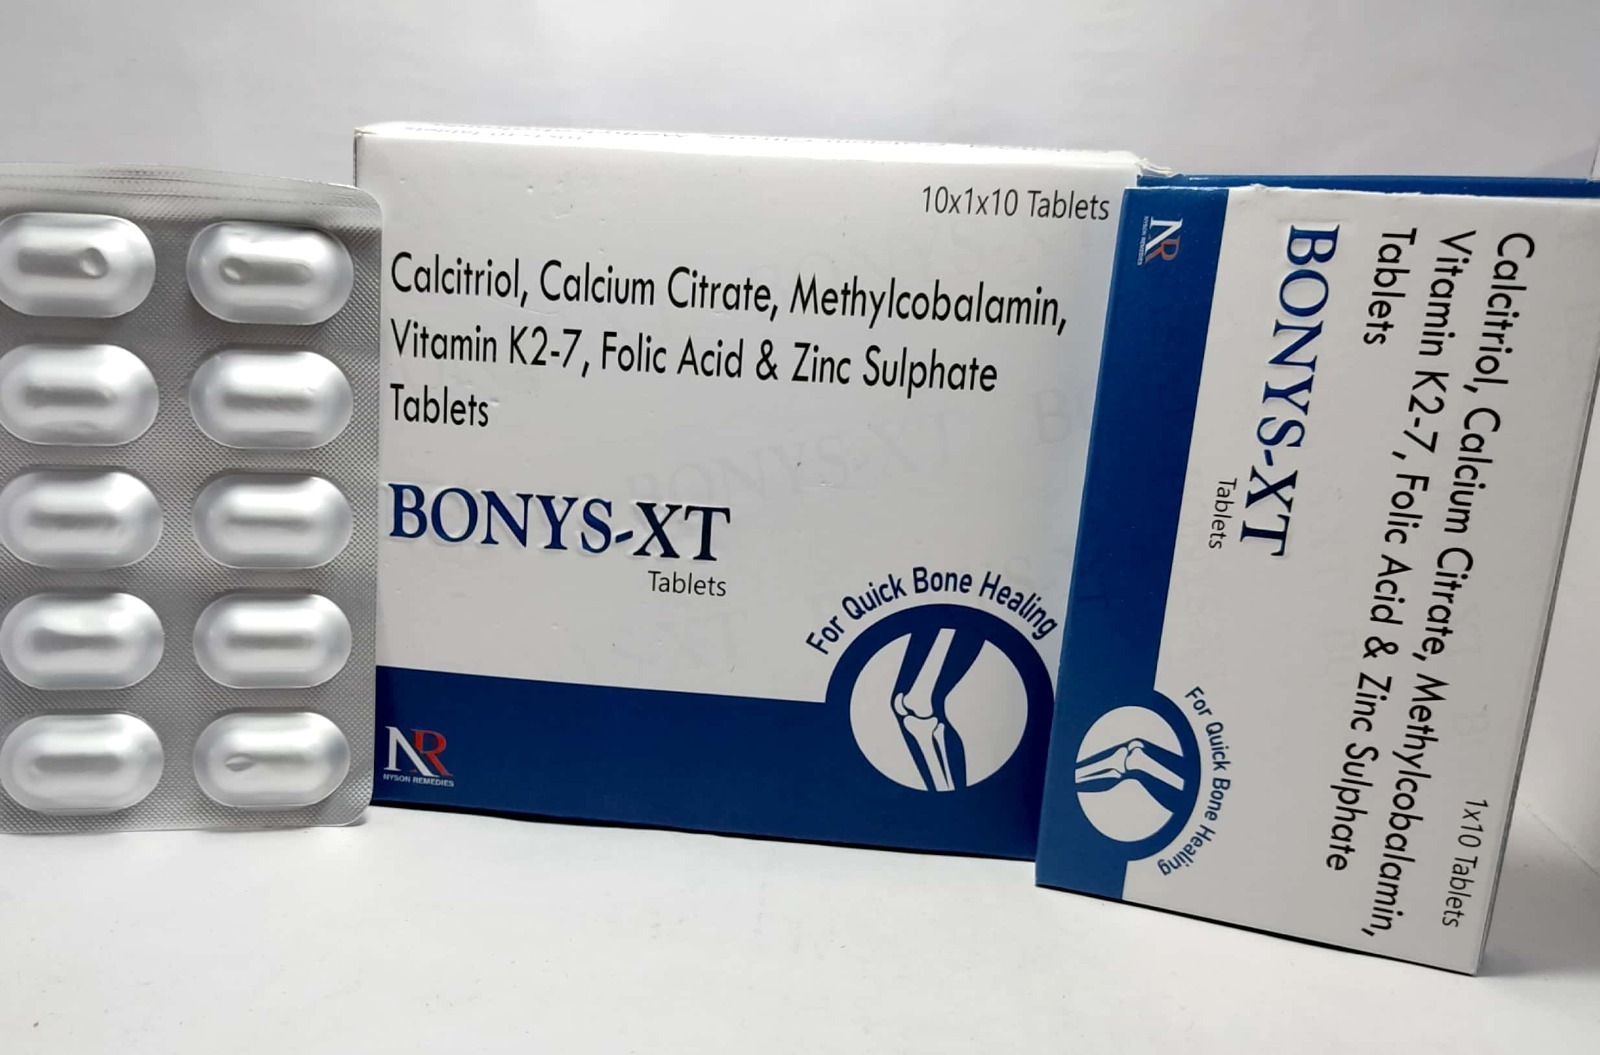 10x1x10 Tablets
Calcitriol, Calcium Citrate, Methylcobalamin,
Vitamin K2-7, Folic Acid & Zinc Sulphate
Tablets
BONYS-XT
Tablets
For Quick Bone Healing
NR
NYSON REMEDIES
Calcitriol, Calcium Citrate, Methylcobalamin,
Vitamin K2-7, Folic Acid & Zinc Sulphate
Tablets
1x10 Tablets
BONYS-XT
Tablets
For Quick Bone Healing
NR
NYSON REMEDIES